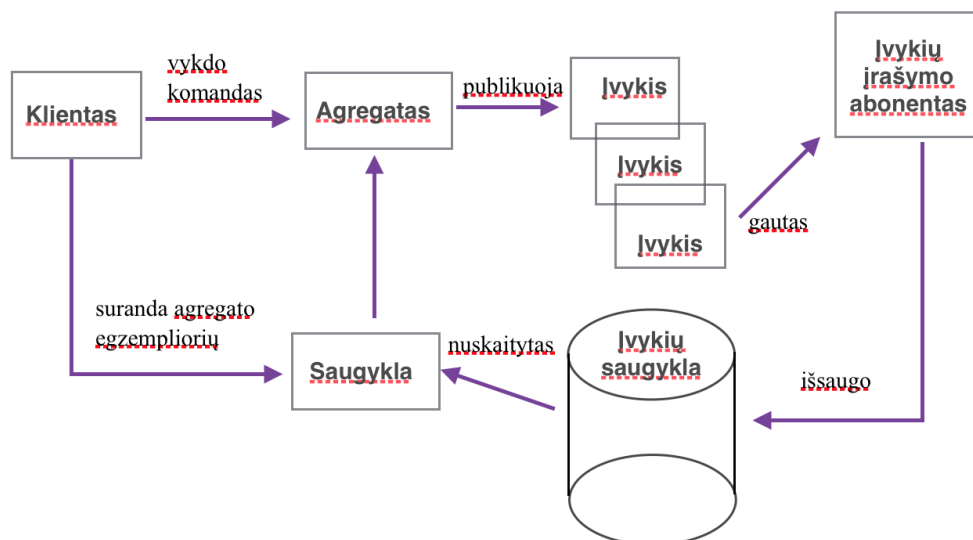 Klientas
vykdo
komandas
Agregatas
publikuoja
Įvykis
Įvykis
Įvykis
gautas
Įvykių
įrašymo
abonentas
suranda agregato
egzempliorių
Saugykla
nuskaitytas
Įvykių
saugykla
išsaugo